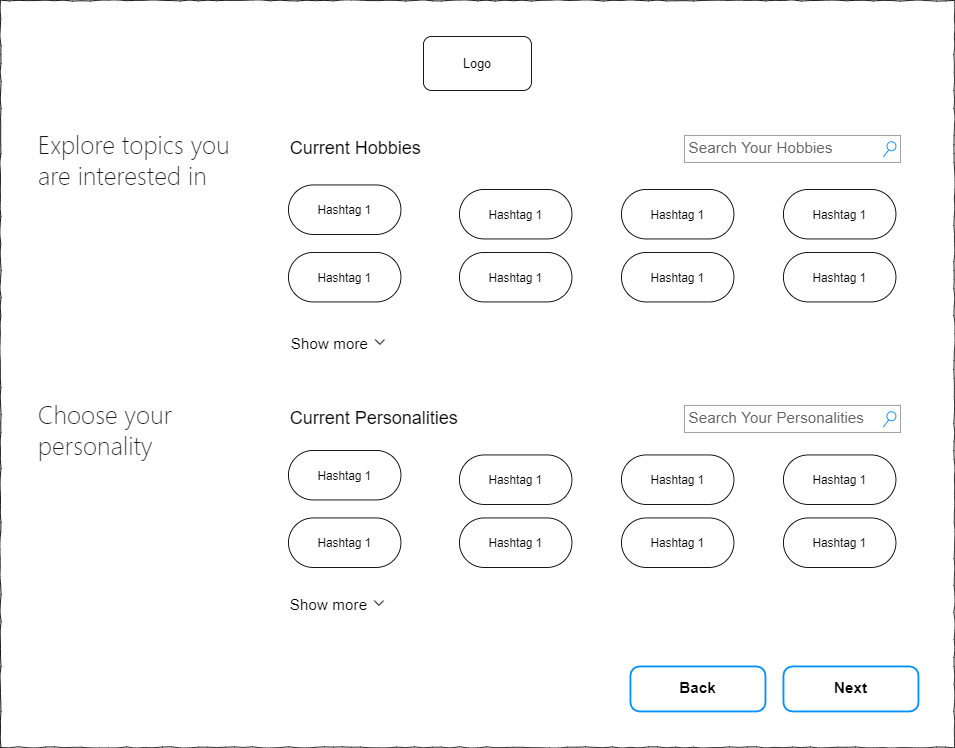 Logo
Explore topics you
are interested in
Current Hobbies
Search Your Hobbies
Hashtag 1
Hashtag 1
Hashtag 1
Hashtag 1
Hashtag 1
Hashtag 1
Hashtag 1
Hashtag 1
Show more
Choose your
personality
Current Personalities
Search Your Personalities
Hashtag 1
Hashtag 1
Hashtag 1
Hashtag 1
Hashtag 1
Hashtag 1
Hashtag 1
Hashtag 1
Show more
Back
Next